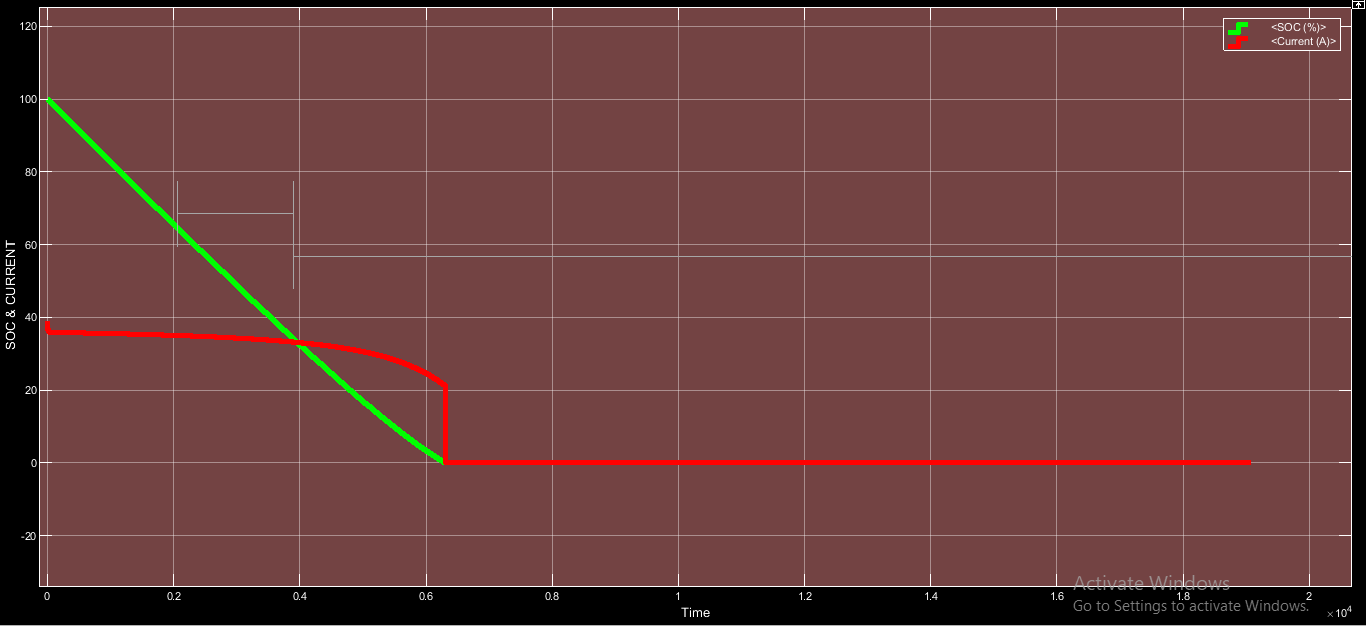 120
100
80
60
40
20
0
-20
SOC & CURRENT
<SOC (%)>
<Current (A)>
0 0.2 0.4 0.6 0.8 1 1.2 1.4 1.6 1.8 2
×10^4
Time
Activate Windows
Go to Settings to activate Windows.